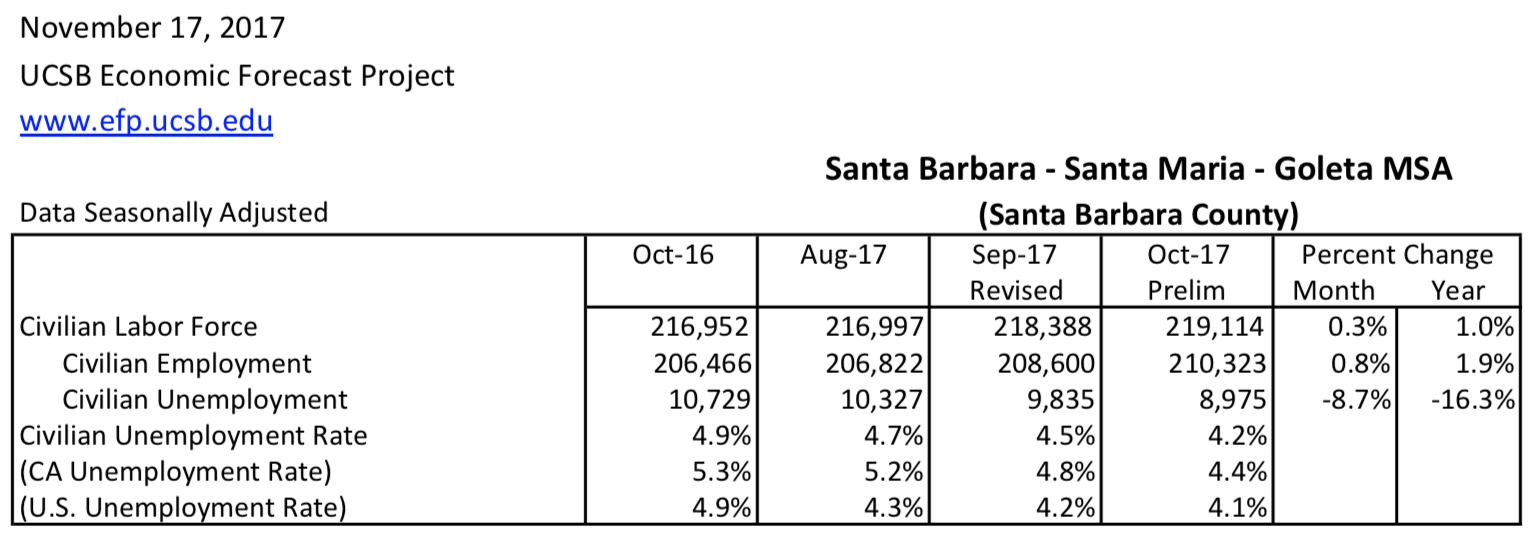 November 17, 2017
UCSB Economic Forecast Project
www.efp.ucsb.edu
Santa Barbara - Santa Maria - Goleta MSA
Data Seasonally Adjusted (Santa Barbara County)
Oct-16 Aug-17 Sep-17 Oct-17 Percent Change
Revised Prelim Month Year
Civilian Labor Force 216,952 216,997 218,388 219,114 0.3% 1.0%
Civilian Employment 206,466 206,822 208,600 210,323 0.8% 1.9%
Civilian Unemployment 10,729 10,327 9,835 8,975 -8.7% -16.3%
Civilian Unemployment Rate 4.9% 4.7% 4.5% 4.2%
(CA Unemployment Rate) 5.3% 5.2% 4.8% 4.4%
(U.S. Unemployment Rate) 4.9% 4.3% 4.2% 4.1%